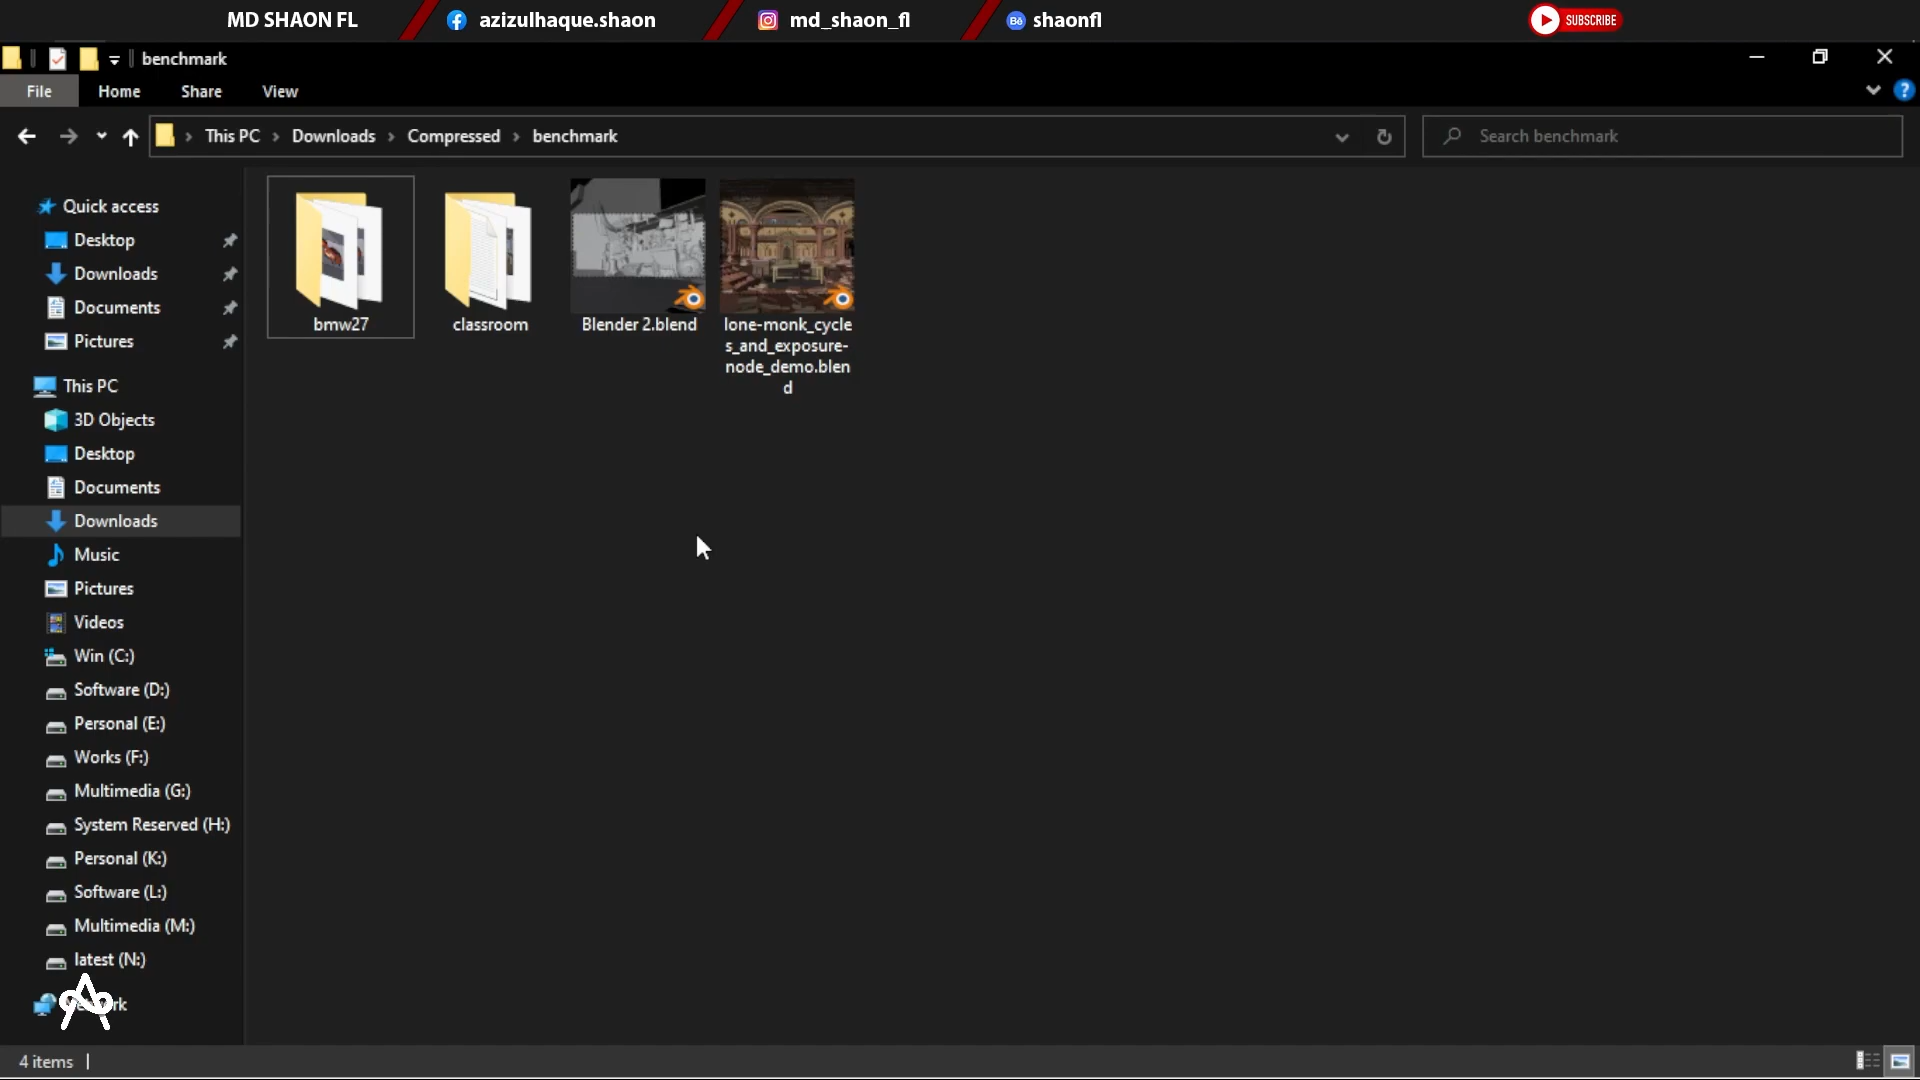 MD SHAON FL azizulhaque.shaon md_shaon_fl Bē shaonfl SUBSCRIBE
benchmark
File Home Share View
This PC Downloads Compressed benchmark Search benchmark
Quick access
Desktop
Downloads
Documents
Pictures
This PC
3D Objects
Desktop
Documents
Downloads
Music
Pictures
Videos
Win (C:)
Software (D:)
Personal (E:)
Works (F:)
Multimedia (G:)
System Reserved (H:)
Personal (K:)
Software (L:)
Multimedia (M:)
latest (N:)
bmw27 classroom Blender 2.blend lone-monk_cycle
s_and_exposure-
node_demo.blen
d
4 items